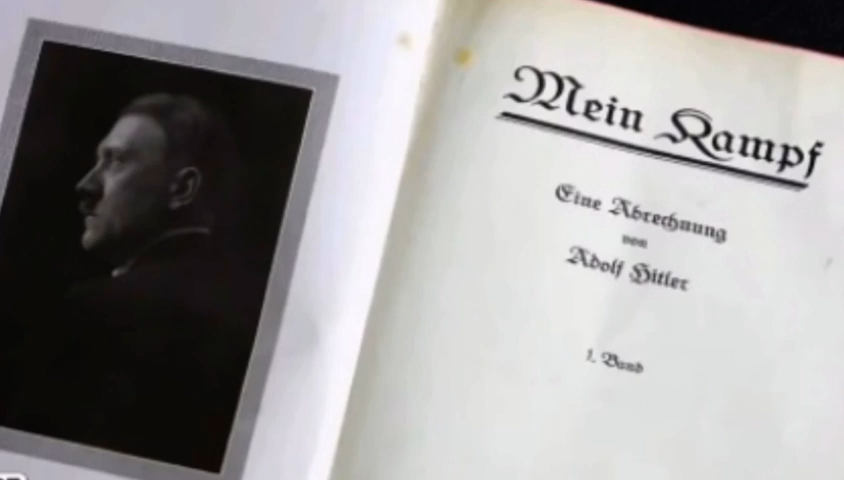 Mein Kampf
Eine Abrechnung
von
Adolf Hitler
1. Band